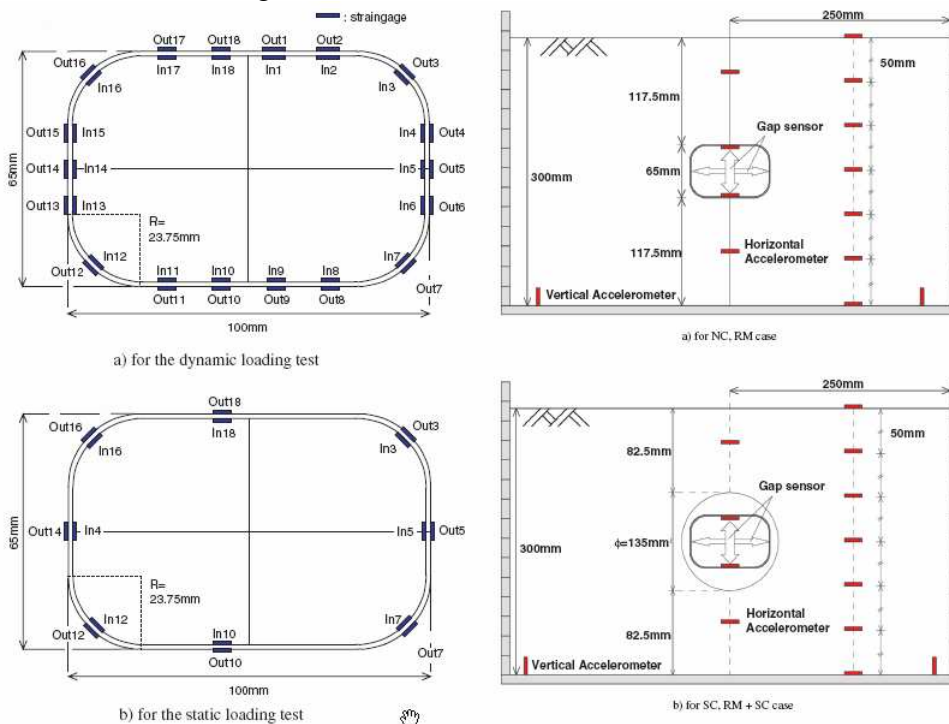 : straingage
Out17 Out18 Out1 Out2
In17 In18 In1 In2
Out16 Out3
In16 In3
Out15 In15 In4 Out4
Out14 In14 In5 Out5
Out13 In13 In6 Out6
65mm
R=
23.75mm
In12 In7
Out12 Out7
In11 In10 In9 In8
Out11 Out10 Out9 Out8
100mm
a) for the dynamic loading test
250mm
50mm
117.5mm
Gap sensor
300mm
65mm
117.5mm
Horizontal
Accelerometer
Vertical Accelerometer
a) for NC, RM case
Out18
In18
Out16 Out3
In16 In3
65mm
Out14 In4 In5 Out5
R=
23.75mm
In12 In7
Out12 Out7
In10
Out10
100mm
b) for the static loading test
250mm
50mm
82.5mm
Gap sensor
300mm
ϕ=135mm
82.5mm
Horizontal
Accelerometer
Vertical Accelerometer
b) for SC, RM + SC case